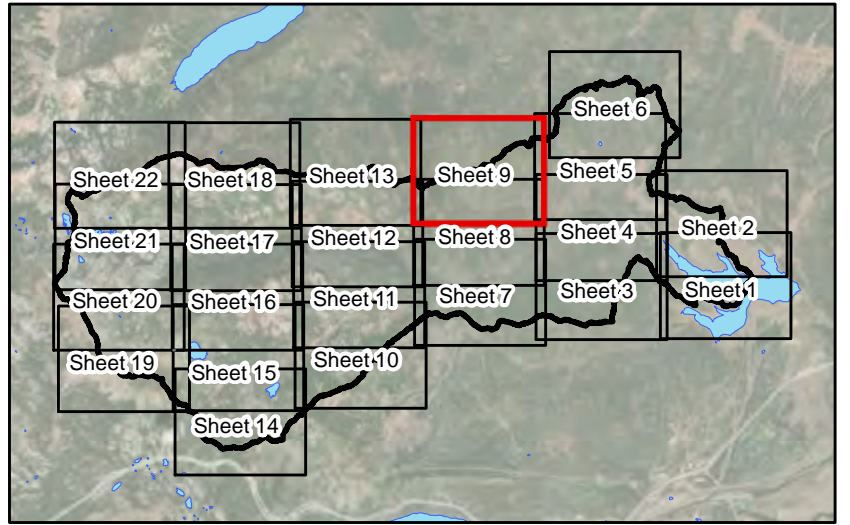 Sheet 6
Sheet 22
Sheet 18
Sheet 13
Sheet 9
Sheet 5
Sheet 21
Sheet 17
Sheet 12
Sheet 8
Sheet 4
Sheet 2
Sheet 20
Sheet 16
Sheet 11
Sheet 7
Sheet 3
Sheet 1
Sheet 19
Sheet 15
Sheet 10
Sheet 14